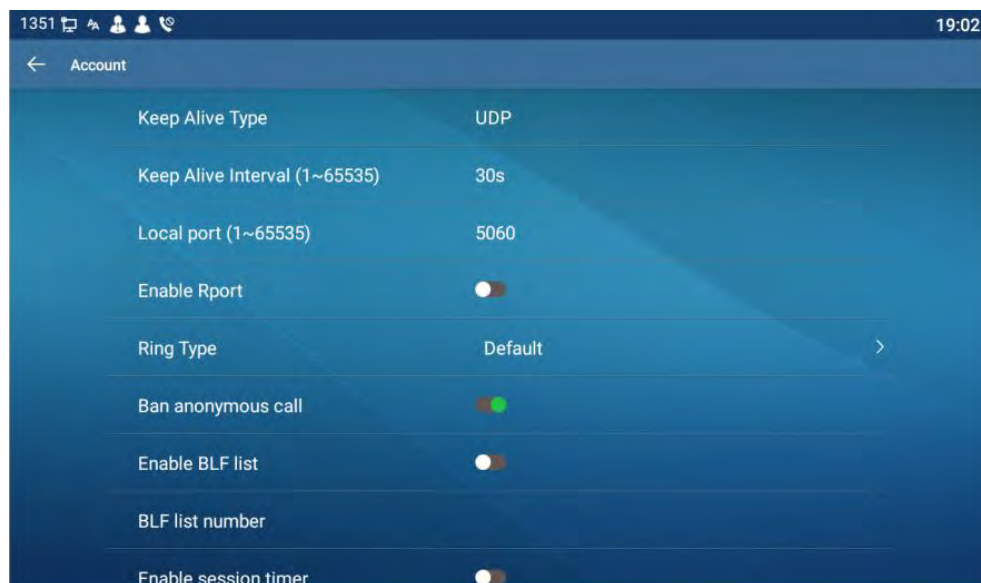 1351 19:02
Account
Keep Alive Type UDP
Keep Alive Interval (1~65535) 30s
Local port (1~65535) 5060
Enable Rport
Ring Type Default
Ban anonymous call
Enable BLF list
BLF list number
Enable session timer